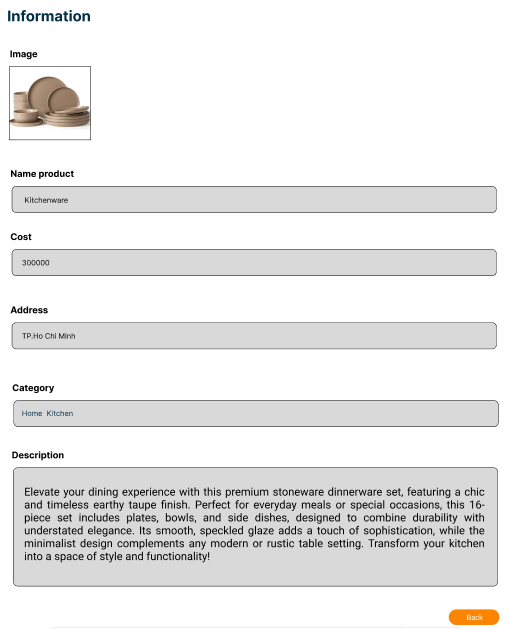 Information
Image
Name product
Kitchenware
Cost
300000
Address
TP.Ho Chi Minh
Category
Home Kitchen
Description
Elevate your dining experience with this premium stoneware dinnerware set, featuring a chic
and timeless earthy taupe finish. Perfect for everyday meals or special occasions, this 16-
piece set includes plates, bowls, and side dishes, designed to combine durability with
understated elegance. Its smooth, speckled glaze adds a touch of sophistication, while the
minimalist design complements any modern or rustic table setting. Transform your kitchen
into a space of style and functionality!
Back